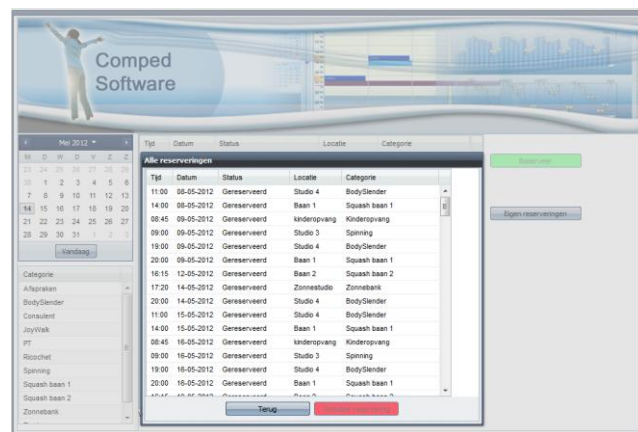 Comped
Software
Mei 2012
M D W D V Z Z
23 24 25 26 27 28 29
30 1 2 3 4 5 6
7 8 9 10 11 12 13
14 15 16 17 18 19 20
21 22 23 24 25 26 27
28 29 30 31 1 2 3
Vandaag
Categorie
Afspraken
BodySlender
Consulent
JoyWalk
PT
Ricochet
Spinning
Squash baan 1
Squash baan 2
Zonnebank
Tijd Datum Status Locatie Categorie
Alle reserveringen
Tijd Datum Status Locatie Categorie
11:00 08-05-2012 Gereserveerd Studio 4 BodySlender
14:00 08-05-2012 Gereserveerd Baan 1 Squash baan 1
08:45 09-05-2012 Gereserveerd kinderopvang Kinderopvang
09:00 09-05-2012 Gereserveerd Studio 3 Spinning
19:00 09-05-2012 Gereserveerd Studio 4 BodySlender
20:00 09-05-2012 Gereserveerd Baan 1 Squash baan 1
16:15 12-05-2012 Gereserveerd Baan 2 Squash baan 2
17:20 14-05-2012 Gereserveerd Zonnestudio Zonnebank
20:00 14-05-2012 Gereserveerd Studio 4 BodySlender
11:00 15-05-2012 Gereserveerd Studio 4 BodySlender
14:00 15-05-2012 Gereserveerd Baan 1 Squash baan 1
08:45 16-05-2012 Gereserveerd kinderopvang Kinderopvang
09:00 16-05-2012 Gereserveerd Studio 3 Spinning
19:00 16-05-2012 Gereserveerd Studio 4 BodySlender
20:00 16-05-2012 Gereserveerd Baan 1 Squash baan 1
Terug
Reserveer
Eigen reserveringen